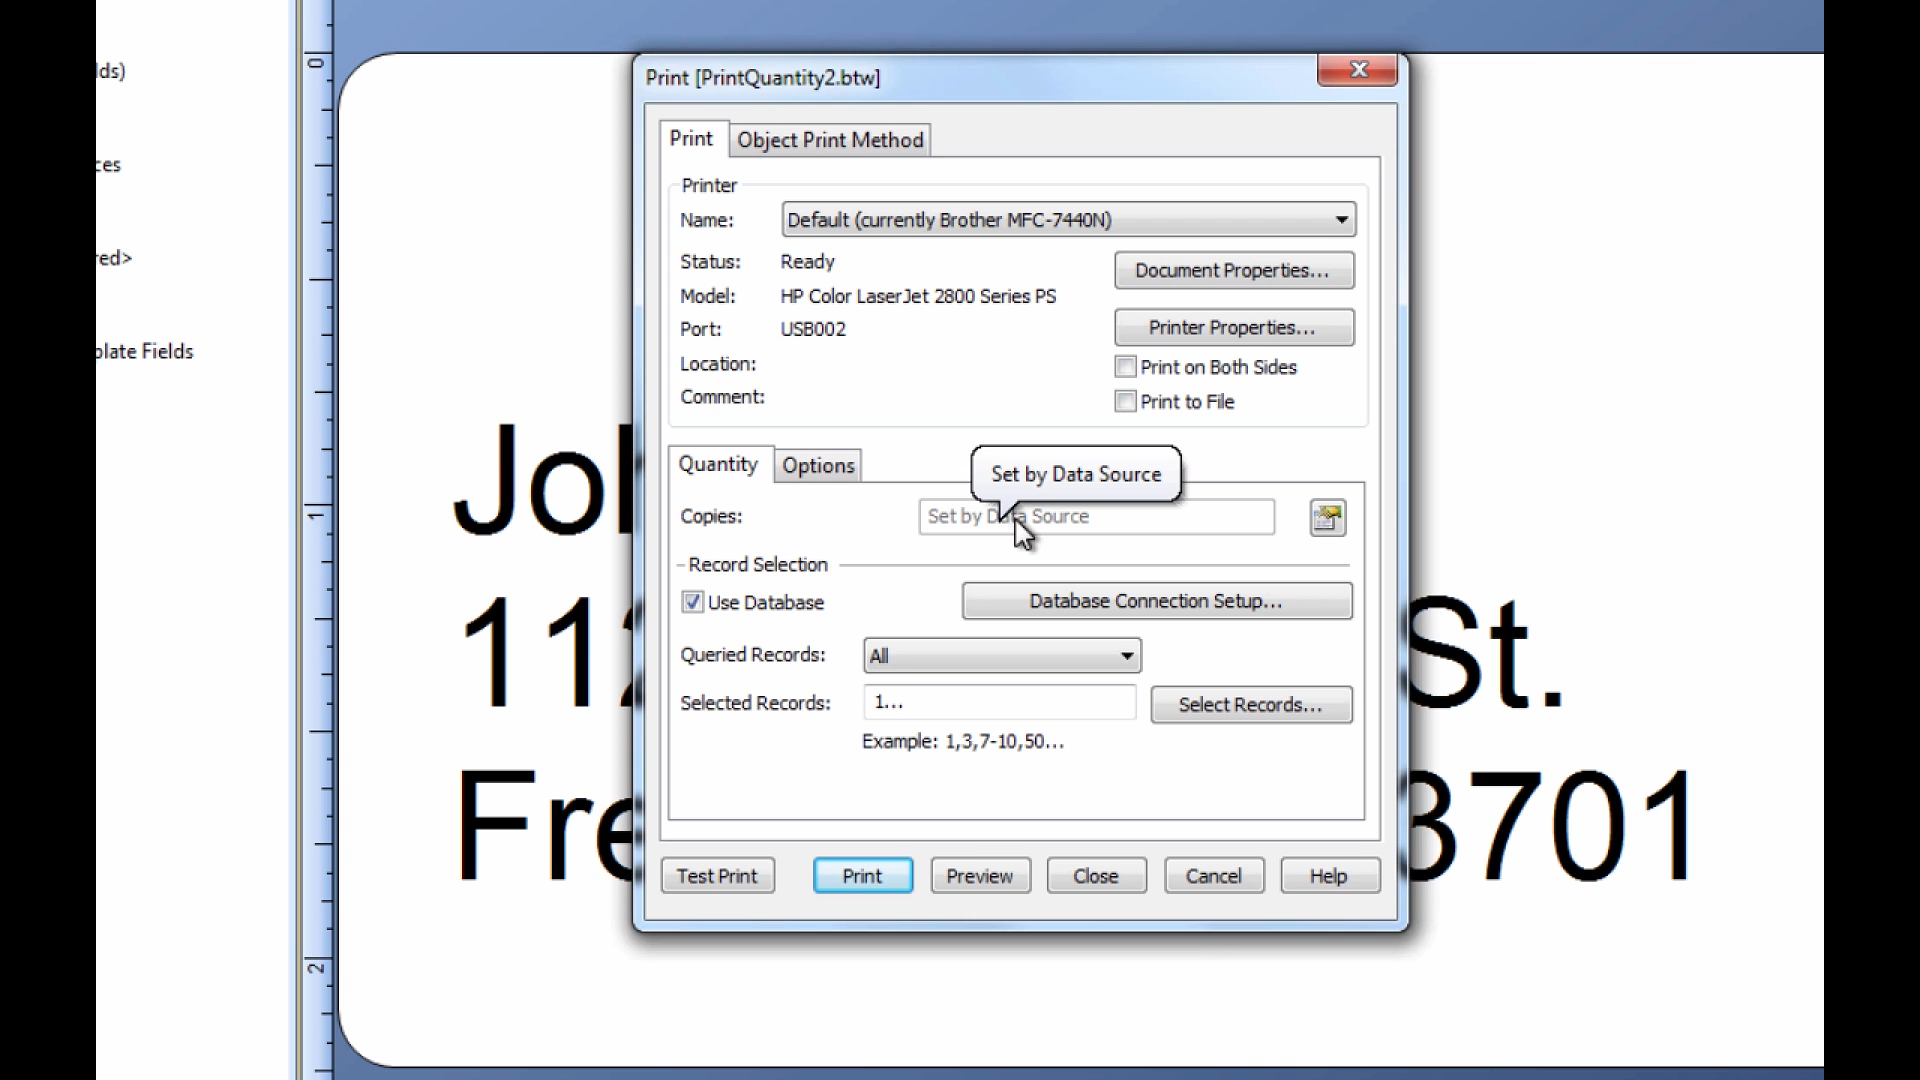 lds)
ces
red>
plate Fields
0
1
2
Print [PrintQuantity2.btw]
Print
Object Print Method
Printer
Name:
Default (currently Brother MFC-7440N)
Status:
Ready
Document Properties...
Model:
HP Color LaserJet 2800 Series PS
Port:
USB002
Printer Properties...
Location:
Print on Both Sides
Comment:
Print to File
Quantity
Options
Set by Data Source
Copies:
Set by Data Source
Record Selection
Use Database
Database Connection Setup...
Queried Records:
All
Selected Records:
1...
Select Records...
Example: 1,3,7-10,50...
Test Print
Print
Preview
Close
Cancel
Help
Joh
112 St.
Fre 3701